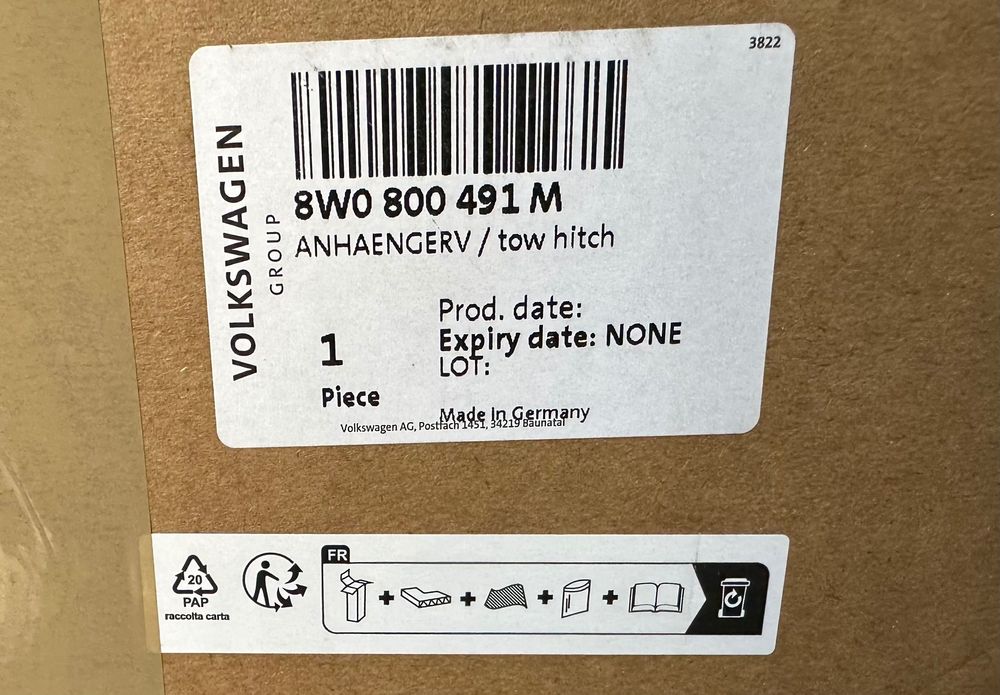 3822
VOLKSWAGEN
GROUP
8W0 800 491 M
ANHAENGERV / tow hitch
Prod. date:
Expiry date: NONE
LOT:
1
Piece
Made In Germany
Volkswagen AG, Postfach 1451, 34219 Baunatal
FR
20
PAP
raccolta carta